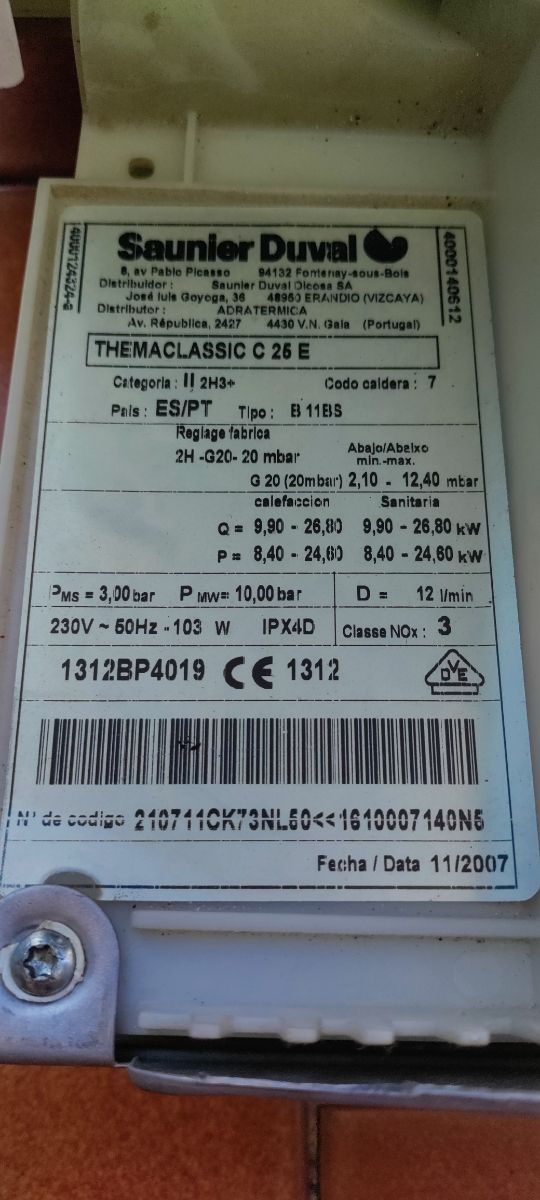 Saunier Duval
8, av Pablo Picasso 94132 Fontenay-sous-Bois
Distribuidor : Saunier Duval Dicosa SA
José luis Goyoga, 36 48950 ERANDIO (VIZCAYA)
Distributor : ADRATERMICA
Av. Républica, 2427 4430 V.N. Gaia (Portugal)
4000124324-a
4000140612
THEMACLASSIC C 25 E
Categoria : II 2H3+ Codo caldera : 7
Pais : ES/PT Tipo : B 11BS
Reglage fabrica
2H -G20- 20 mbar Abajo/Abaixo
min.-max.
G 20 (20mbar) 2,10 - 12,40 mbar
calefaccion Sanitaria
Q = 9,90 - 26,80 9,90 - 26,80 kW
P = 8,40 - 24,60 8,40 - 24,60 kW
PMS = 3,00 bar P MW= 10,00 bar D = 12 l/min
230V ~ 50Hz - 103 W IPX4D Classe NOx : 3
1312BP4019 CE 1312 DVE
N° de codigo 210711CK73NL50<<1610007140N5
Fecha / Data 11/2007